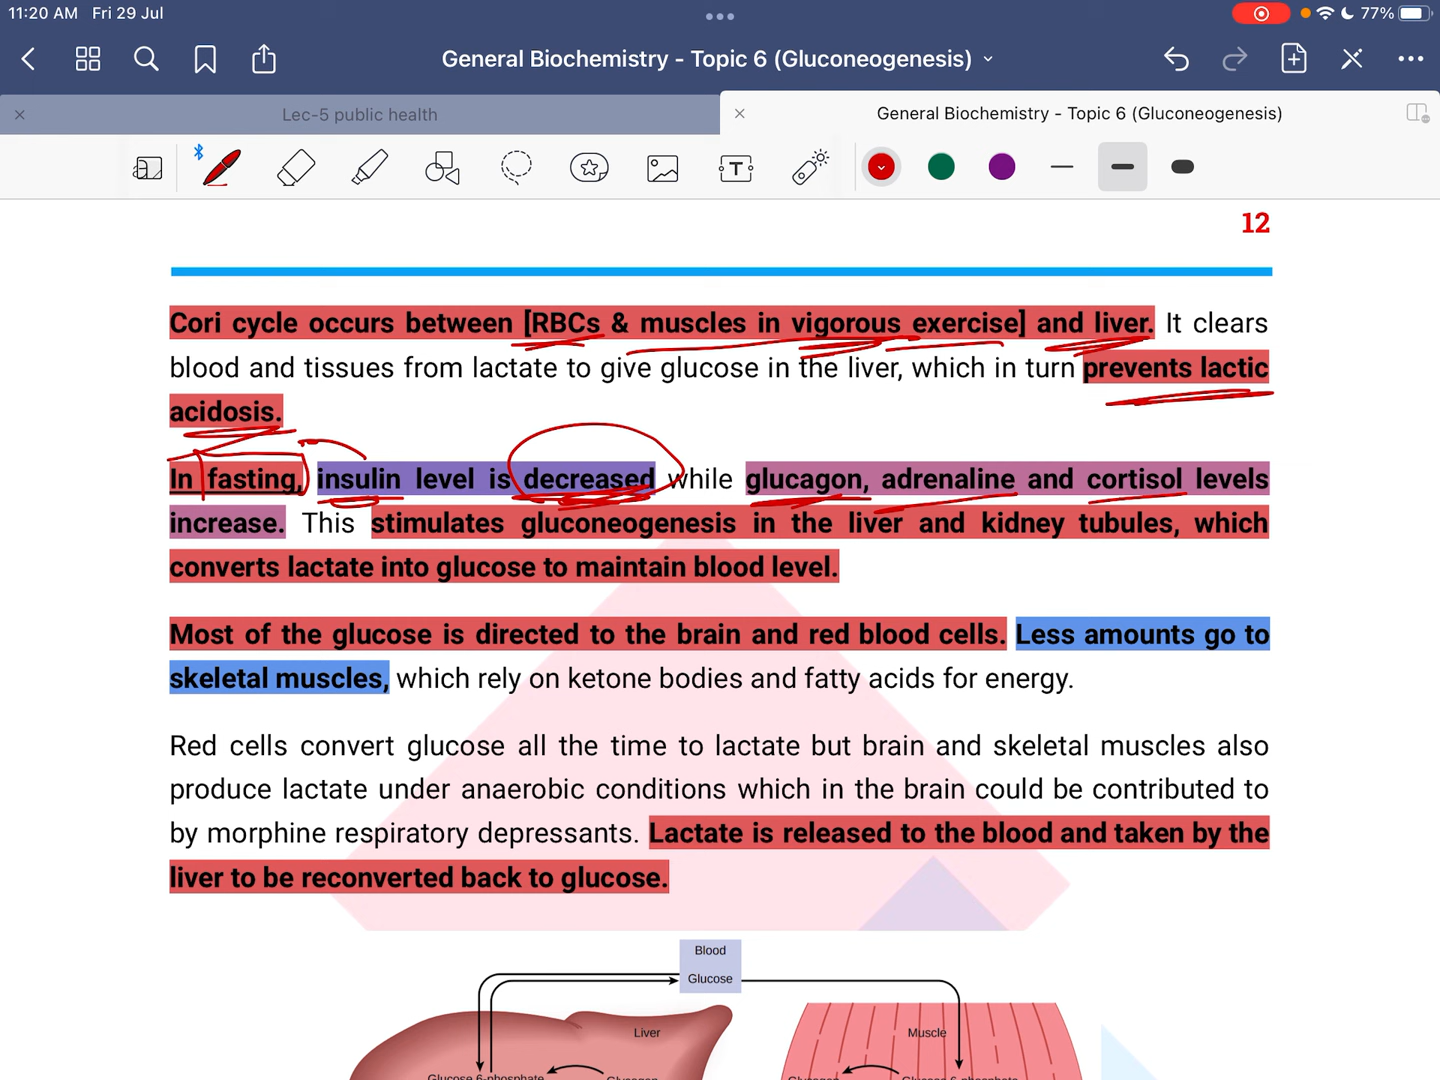 11:20 AM Fri 29 Jul
77%
General Biochemistry - Topic 6 (Gluconeogenesis)
Lec-5 public health
General Biochemistry - Topic 6 (Gluconeogenesis)
T
12
Cori cycle occurs between [RBCs & muscles in vigorous exercise] and liver. It clears
blood and tissues from lactate to give glucose in the liver, which in turn prevents lactic
acidosis.
In fasting, insulin level is decreased while glucagon, adrenaline and cortisol levels
increase. This stimulates gluconeogenesis in the liver and kidney tubules, which
converts lactate into glucose to maintain blood level.
Most of the glucose is directed to the brain and red blood cells. Less amounts go to
skeletal muscles, which rely on ketone bodies and fatty acids for energy.
Red cells convert glucose all the time to lactate but brain and skeletal muscles also
produce lactate under anaerobic conditions which in the brain could be contributed to
by morphine respiratory depressants. Lactate is released to the blood and taken by the
liver to be reconverted back to glucose.
Blood
Glucose
Liver
Muscle
Glucose 6-phosphate
Glycogen
Glycogen
Glucose 6-phosphate